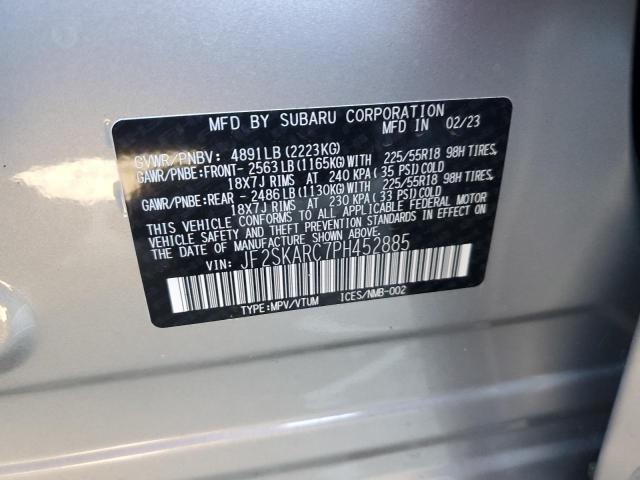 MFD BY SUBARU CORPORATION
MFD IN 02/23
GVWR/PNBV: 4891LB (2223KG)
GAWR/PNBE:FRONT- 2563LB(1165KG)WITH 225/55R18 98H TIRES,
18X7J RIMS AT 240 KPA(35 PSI)COLD
GAWR/PNBE:REAR - 2486LB(1130KG)WITH 225/55R18 98H TIRES,
18X7J RIMS AT 230 KPA(33 PSI)COLD
THIS VEHICLE CONFORMS TO ALL APPLICABLE FEDERAL MOTOR
VEHICLE SAFETY AND THEFT PREVENTION STANDARDS IN EFFECT ON
THE DATE OF MANUFACTURE SHOWN ABOVE.
VIN: JF2SKARC7PH452885
TYPE:MPV/VTUM ICES/NMB-002